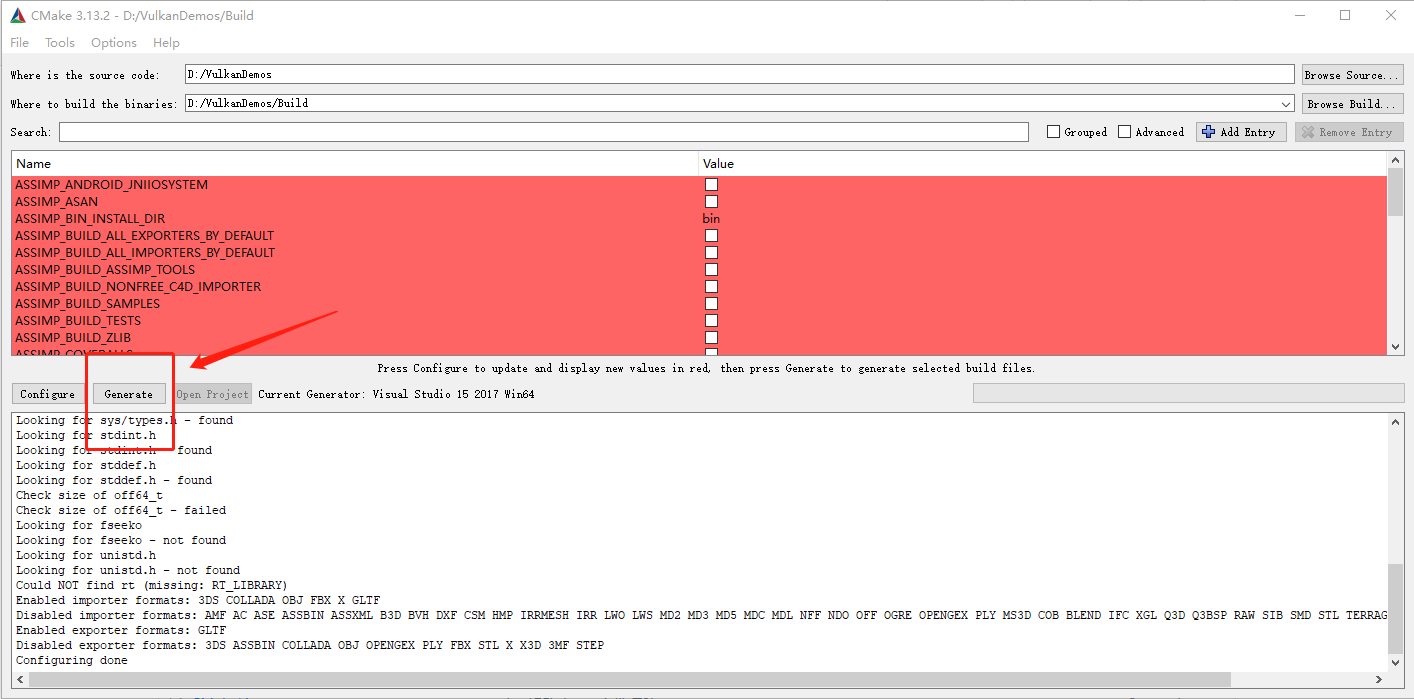 CMake 3.13.2 - D:/VulkanDemos/Build
File Tools Options Help
Where is the source code: D:/VulkanDemos Browse Source...
Where to build the binaries: D:/VulkanDemos/Build Browse Build...
Search: Grouped Advanced Add Entry Remove Entry
Name Value
ASSIMP_ANDROID_JNIIOSYSTEM
ASSIMP_ASAN
ASSIMP_BIN_INSTALL_DIR bin
ASSIMP_BUILD_ALL_EXPORTERS_BY_DEFAULT
ASSIMP_BUILD_ALL_IMPORTERS_BY_DEFAULT
ASSIMP_BUILD_ASSIMP_TOOLS
ASSIMP_BUILD_NONFREE_C4D_IMPORTER
ASSIMP_BUILD_SAMPLES
ASSIMP_BUILD_TESTS
ASSIMP_BUILD_ZLIB
ASSIMP_COVERALLS
Press Configure to update and display new values in red, then press Generate to generate selected build files.
Configure Generate Open Project Current Generator: Visual Studio 15 2017 Win64
Looking for sys/types.h - found
Looking for stdint.h
Looking for stdint.h - found
Looking for stddef.h
Looking for stddef.h - found
Check size of off64_t
Check size of off64_t - failed
Looking for fseeko
Looking for fseeko - not found
Looking for unistd.h
Looking for unistd.h - not found
Could NOT find rt (missing: RT_LIBRARY)
Enabled importer formats: 3DS COLLADA OBJ FBX X GLTF
Disabled importer formats: AMF AC ASE ASSBIN ASSXML B3D BVH DXF CSM HMP IRRMESH IRR LWO LWS MD2 MD3 MD5 MDC MDL NFF NDO OFF OGRE OPENGEX PLY MS3D COB BLEND IFC XGL Q3D Q3BSP RAW SIB SMD STL TERRAG
Enabled exporter formats: GLTF
Disabled exporter formats: 3DS ASSBIN COLLADA OBJ OPENGEX PLY FBX STL X X3D 3MF STEP
Configuring done